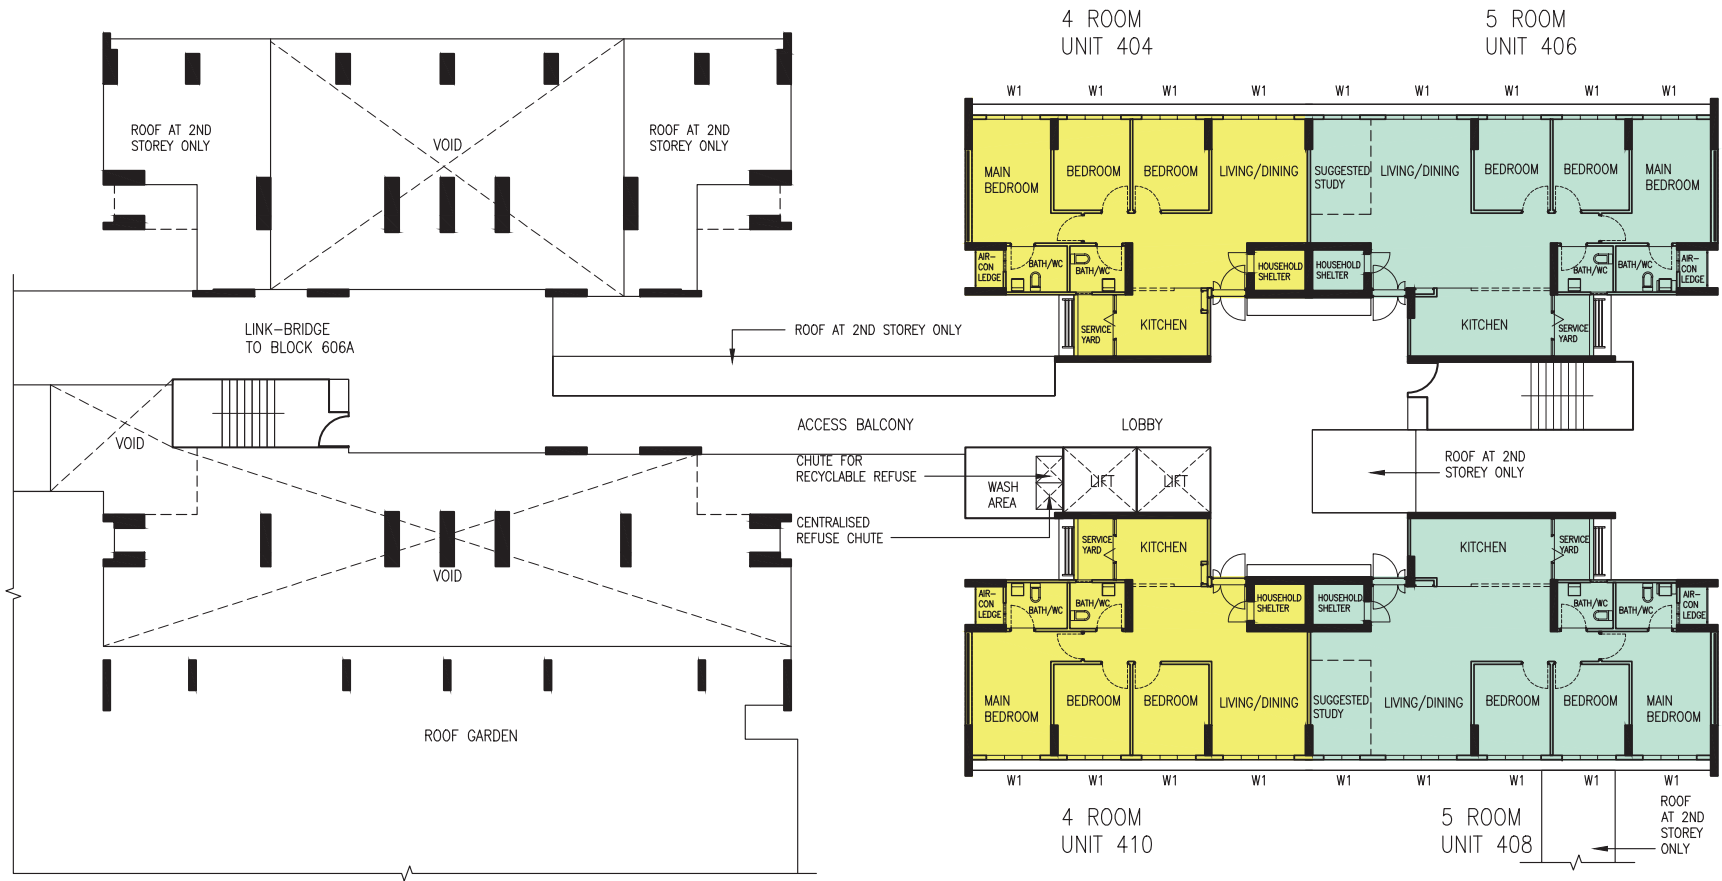 4 ROOM
UNIT 404
5 ROOM
UNIT 406
W1
W1
W1
W1
W1
W1
W1
W1
W1
ROOF AT 2ND
STOREY ONLY
VOID
ROOF AT 2ND
STOREY ONLY
MAIN
BEDROOM
BEDROOM
BEDROOM
LIVING/DINING
SUGGESTED
STUDY
LIVING/DINING
BEDROOM
BEDROOM
MAIN
BEDROOM
AIR-
CON
LEDGE
BATH/WC
BATH/WC
HOUSEHOLD
SHELTER
HOUSEHOLD
SHELTER
BATH/WC
BATH/WC
AIR-
CON
LEDGE
LINK-BRIDGE
TO BLOCK 606A
ROOF AT 2ND STOREY ONLY
SERVICE
YARD
KITCHEN
KITCHEN
SERVICE
YARD
VOID
ACCESS BALCONY
LOBBY
CHUTE FOR
RECYCLABLE REFUSE
WASH
AREA
LIFT
LIFT
ROOF AT 2ND
STOREY ONLY
CENTRALISED
REFUSE CHUTE
VOID
SERVICE
YARD
KITCHEN
KITCHEN
SERVICE
YARD
AIR-
CON
LEDGE
BATH/WC
BATH/WC
HOUSEHOLD
SHELTER
HOUSEHOLD
SHELTER
BATH/WC
BATH/WC
AIR-
CON
LEDGE
MAIN
BEDROOM
BEDROOM
BEDROOM
LIVING/DINING
SUGGESTED
STUDY
LIVING/DINING
BEDROOM
BEDROOM
MAIN
BEDROOM
ROOF GARDEN
W1
W1
W1
W1
W1
W1
W1
W1
W1
4 ROOM
UNIT 410
5 ROOM
UNIT 408
ROOF
AT 2ND
STOREY
ONLY